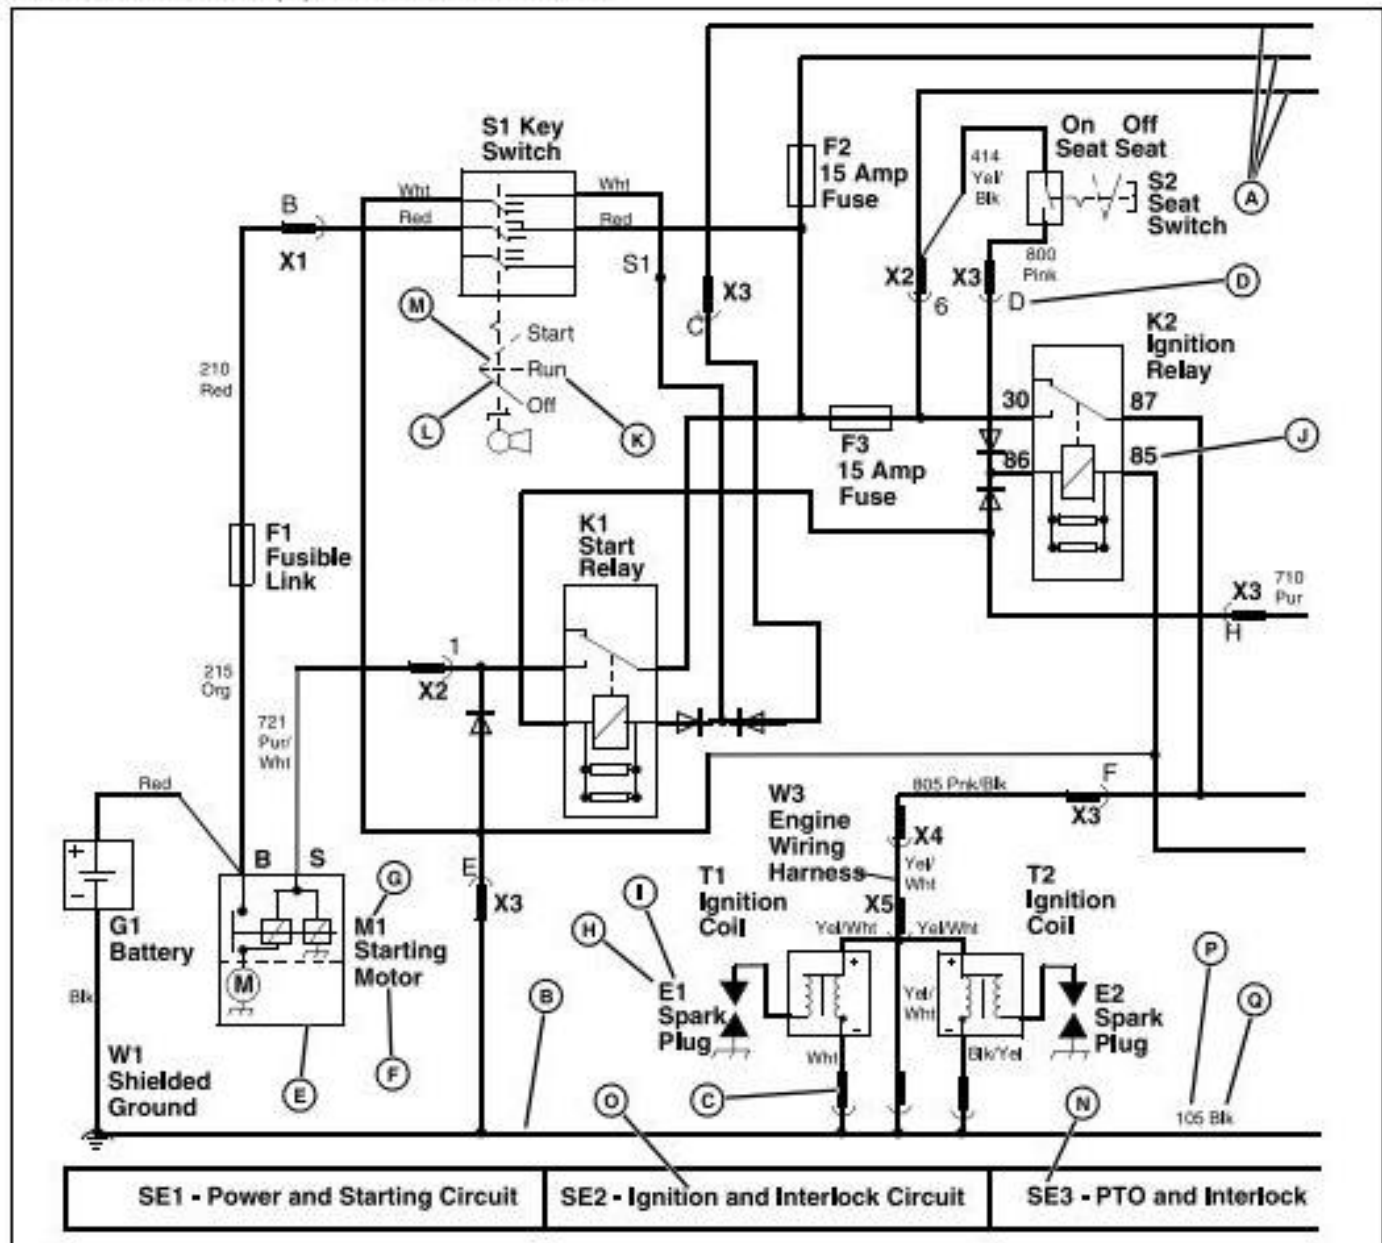 S1 Key
Switch
Wht
Red
Wht
Red
B
X1
S1
M
Start
Run
Off
L
K
210
Red
F1
Fusible
Link
215
Org
F2
15 Amp
Fuse
X3
C
414
Yel/
Blk
On Off
Seat Seat
S2
Seat
Switch
A
800
Pink
X2
6
X3
D
D
K2
Ignition
Relay
30
87
86
85
J
F3
15 Amp
Fuse
K1
Start
Relay
X3
H
710
Pur
1
X2
721
Pur/
Wht
Red
+
-
G1
Battery
Blk
W1
Shielded
Ground
B S
M
M1
Starting
Motor
G
E
F
E
X3
H
I
E1
Spark
Plug
B
O
C
W3
Engine
Wiring
Harness
805 Pnk/Blk
F
X3
X4
Yel/
Wht
X5
Yel/Wht
Yel/Wht
T1
Ignition
Coil
T2
Ignition
Coil
+
-
Yel/
Wht
+
-
Wht
Blk/Yel
E2
Spark
Plug
N
P
Q
105 Blk
SE1 - Power and Starting Circuit
SE2 - Ignition and Interlock Circuit
SE3 - PTO and Interlock